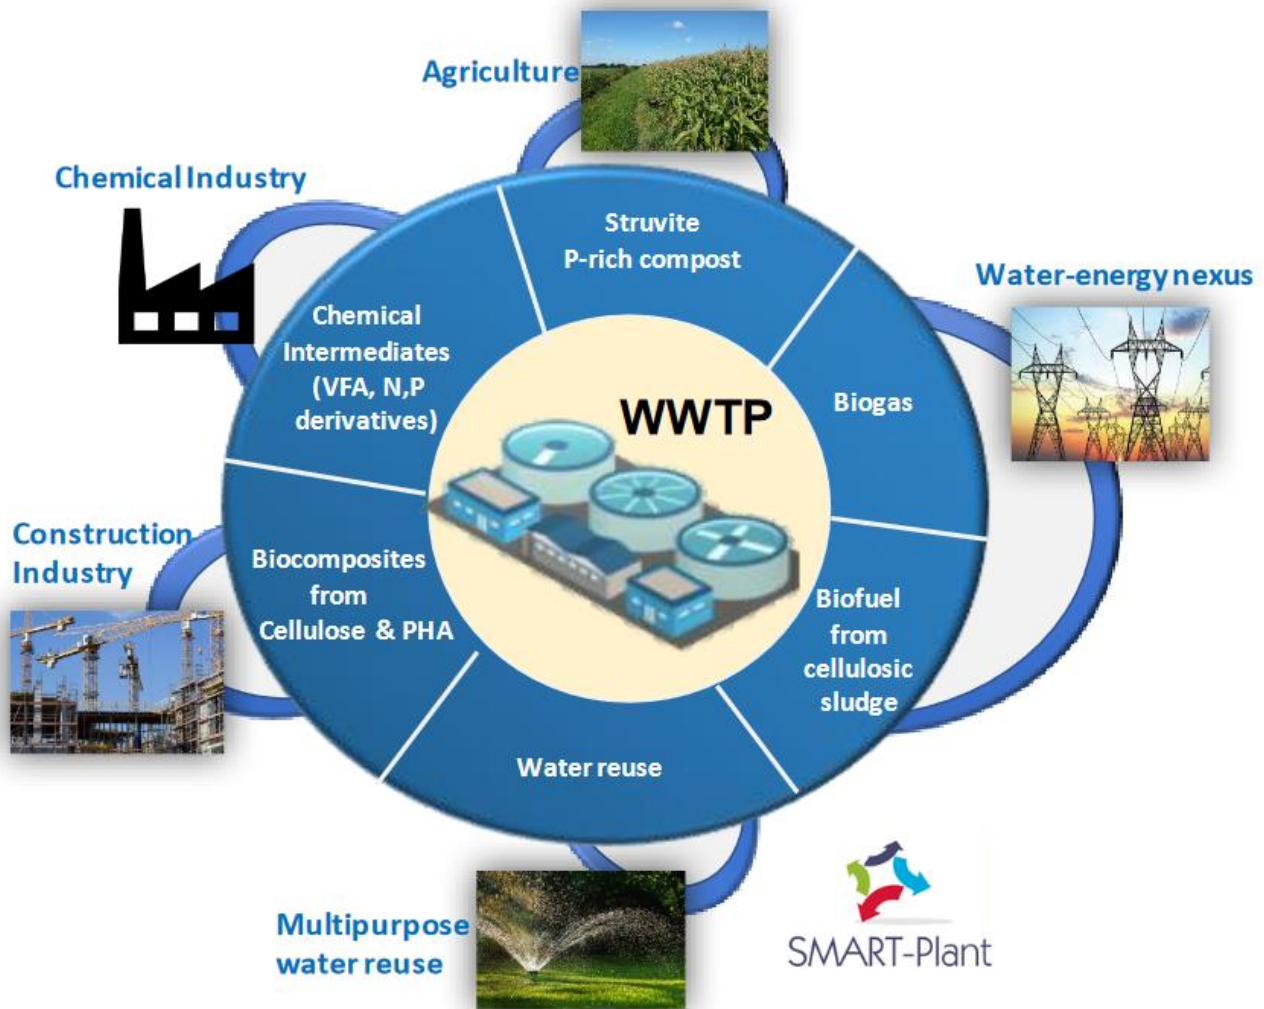 Agriculture
Chemical Industry
Struvite
P-rich compost
Water-energy nexus
Chemical
Intermediates
(VFA, N,P
derivatives)
WWTP
Biogas
Construction
Industry
Biocomposites
from
Cellulose & PHA
Biofuel
from
cellulosic
sludge
Water reuse
Multipurpose
water reuse
SMART-Plant